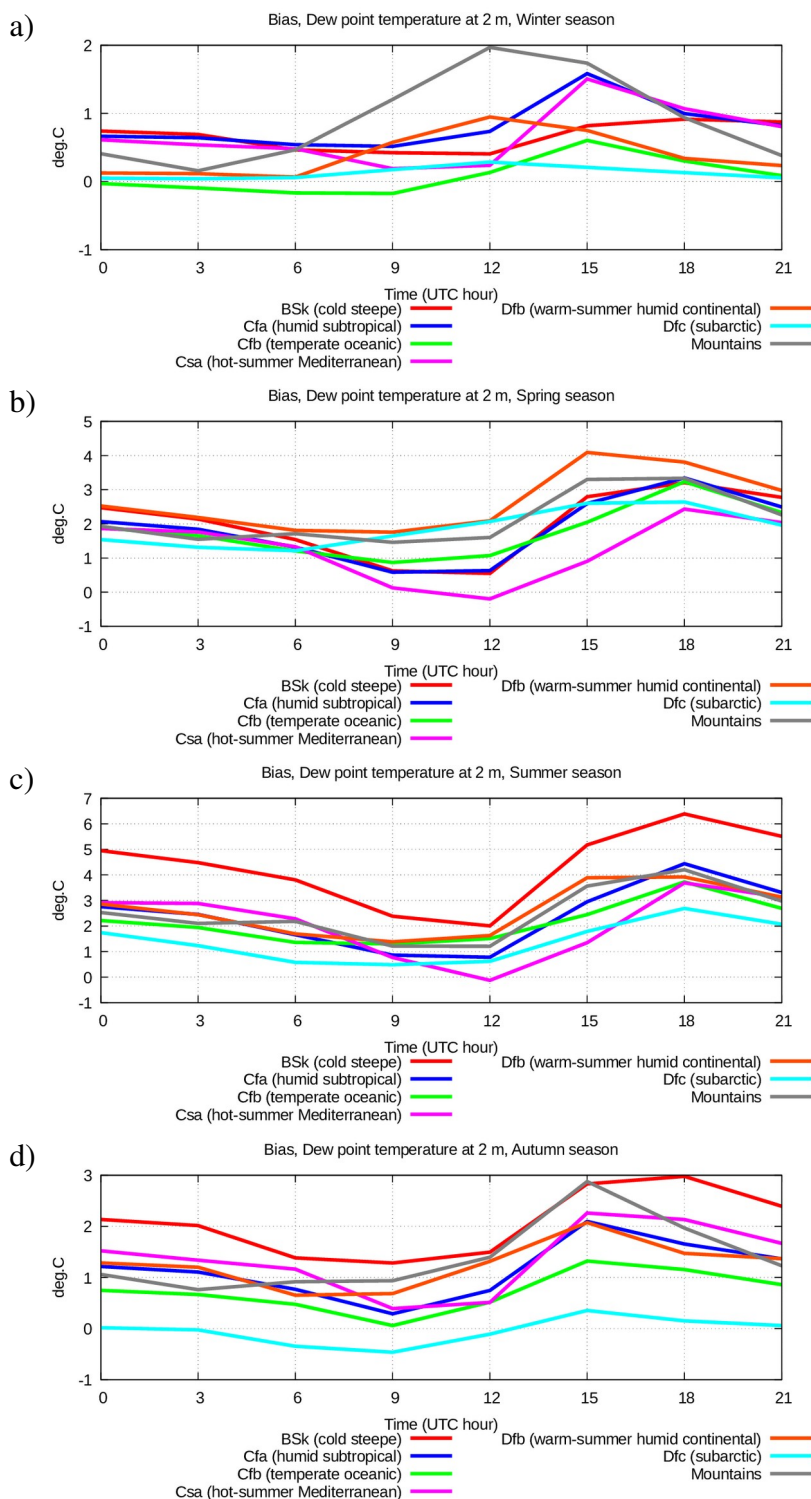 a)
Bias, Dew point temperature at 2 m, Winter season
2
1
0
-1
deg.C
0 3 6 9 12 15 18 21
Time (UTC hour)
BSk (cold steepe) Dfb (warm-summer humid continental)
Cfa (humid subtropical) Dfc (subarctic)
Cfb (temperate oceanic) Mountains
Csa (hot-summer Mediterranean)
b)
Bias, Dew point temperature at 2 m, Spring season
5
4
3
2
1
0
-1
deg.C
0 3 6 9 12 15 18 21
Time (UTC hour)
BSk (cold steepe) Dfb (warm-summer humid continental)
Cfa (humid subtropical) Dfc (subarctic)
Cfb (temperate oceanic) Mountains
Csa (hot-summer Mediterranean)
c)
Bias, Dew point temperature at 2 m, Summer season
7
6
5
4
3
2
1
0
-1
deg.C
0 3 6 9 12 15 18 21
Time (UTC hour)
BSk (cold steepe) Dfb (warm-summer humid continental)
Cfa (humid subtropical) Dfc (subarctic)
Cfb (temperate oceanic) Mountains
Csa (hot-summer Mediterranean)
d)
Bias, Dew point temperature at 2 m, Autumn season
3
2
1
0
-1
deg.C
0 3 6 9 12 15 18 21
Time (UTC hour)
BSk (cold steepe) Dfb (warm-summer humid continental)
Cfa (humid subtropical) Dfc (subarctic)
Cfb (temperate oceanic) Mountains
Csa (hot-summer Mediterranean)